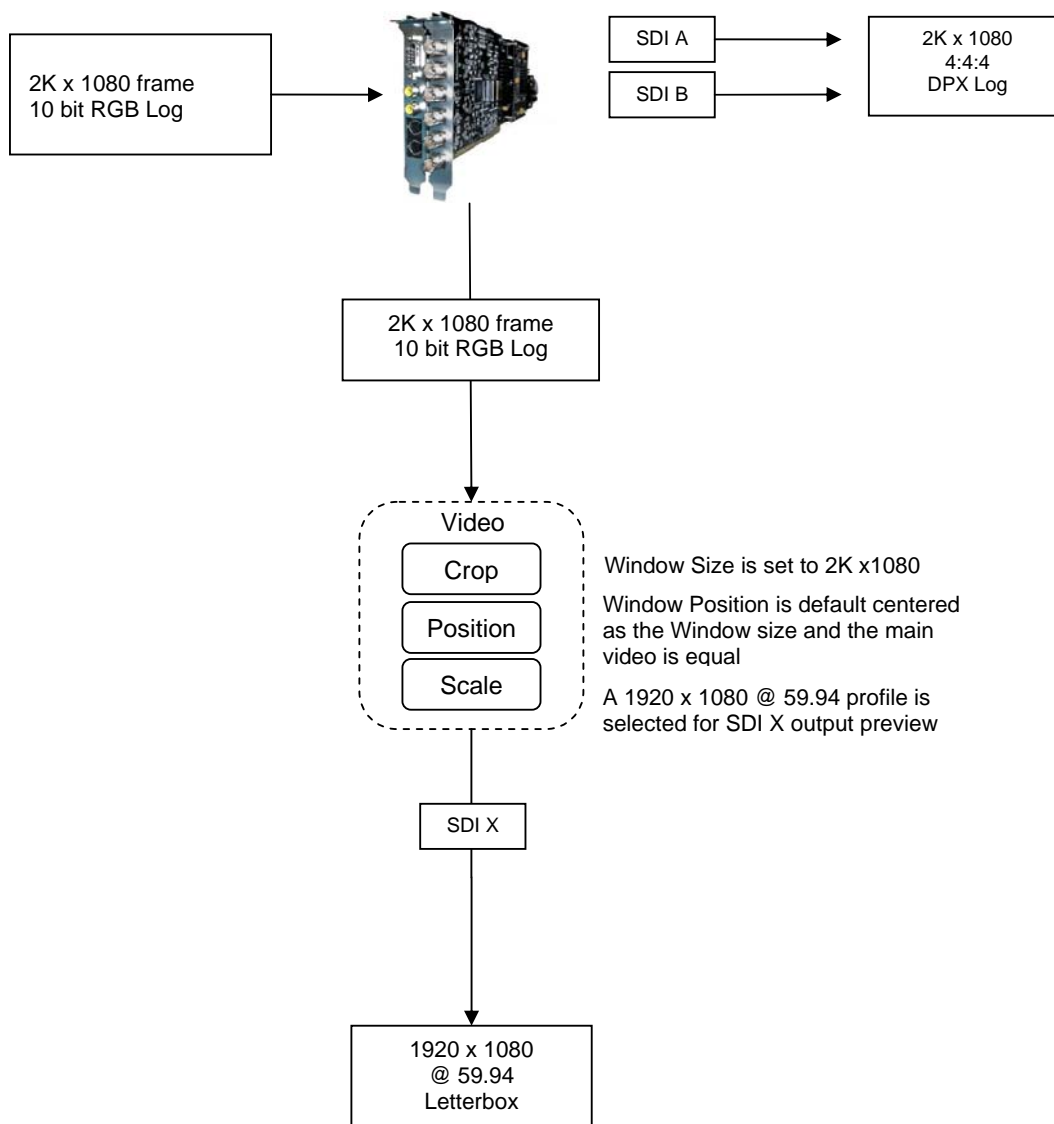 2K x 1080 frame
10 bit RGB Log
SDI A
SDI B
2K x 1080
4:4:4
DPX Log
2K x 1080 frame
10 bit RGB Log
Video
Crop
Position
Scale
Window Size is set to 2K x1080
Window Position is default centered
as the Window size and the main
video is equal
A 1920 x 1080 @ 59.94 profile is
selected for SDI X output preview
SDI X
1920 x 1080
@ 59.94
Letterbox